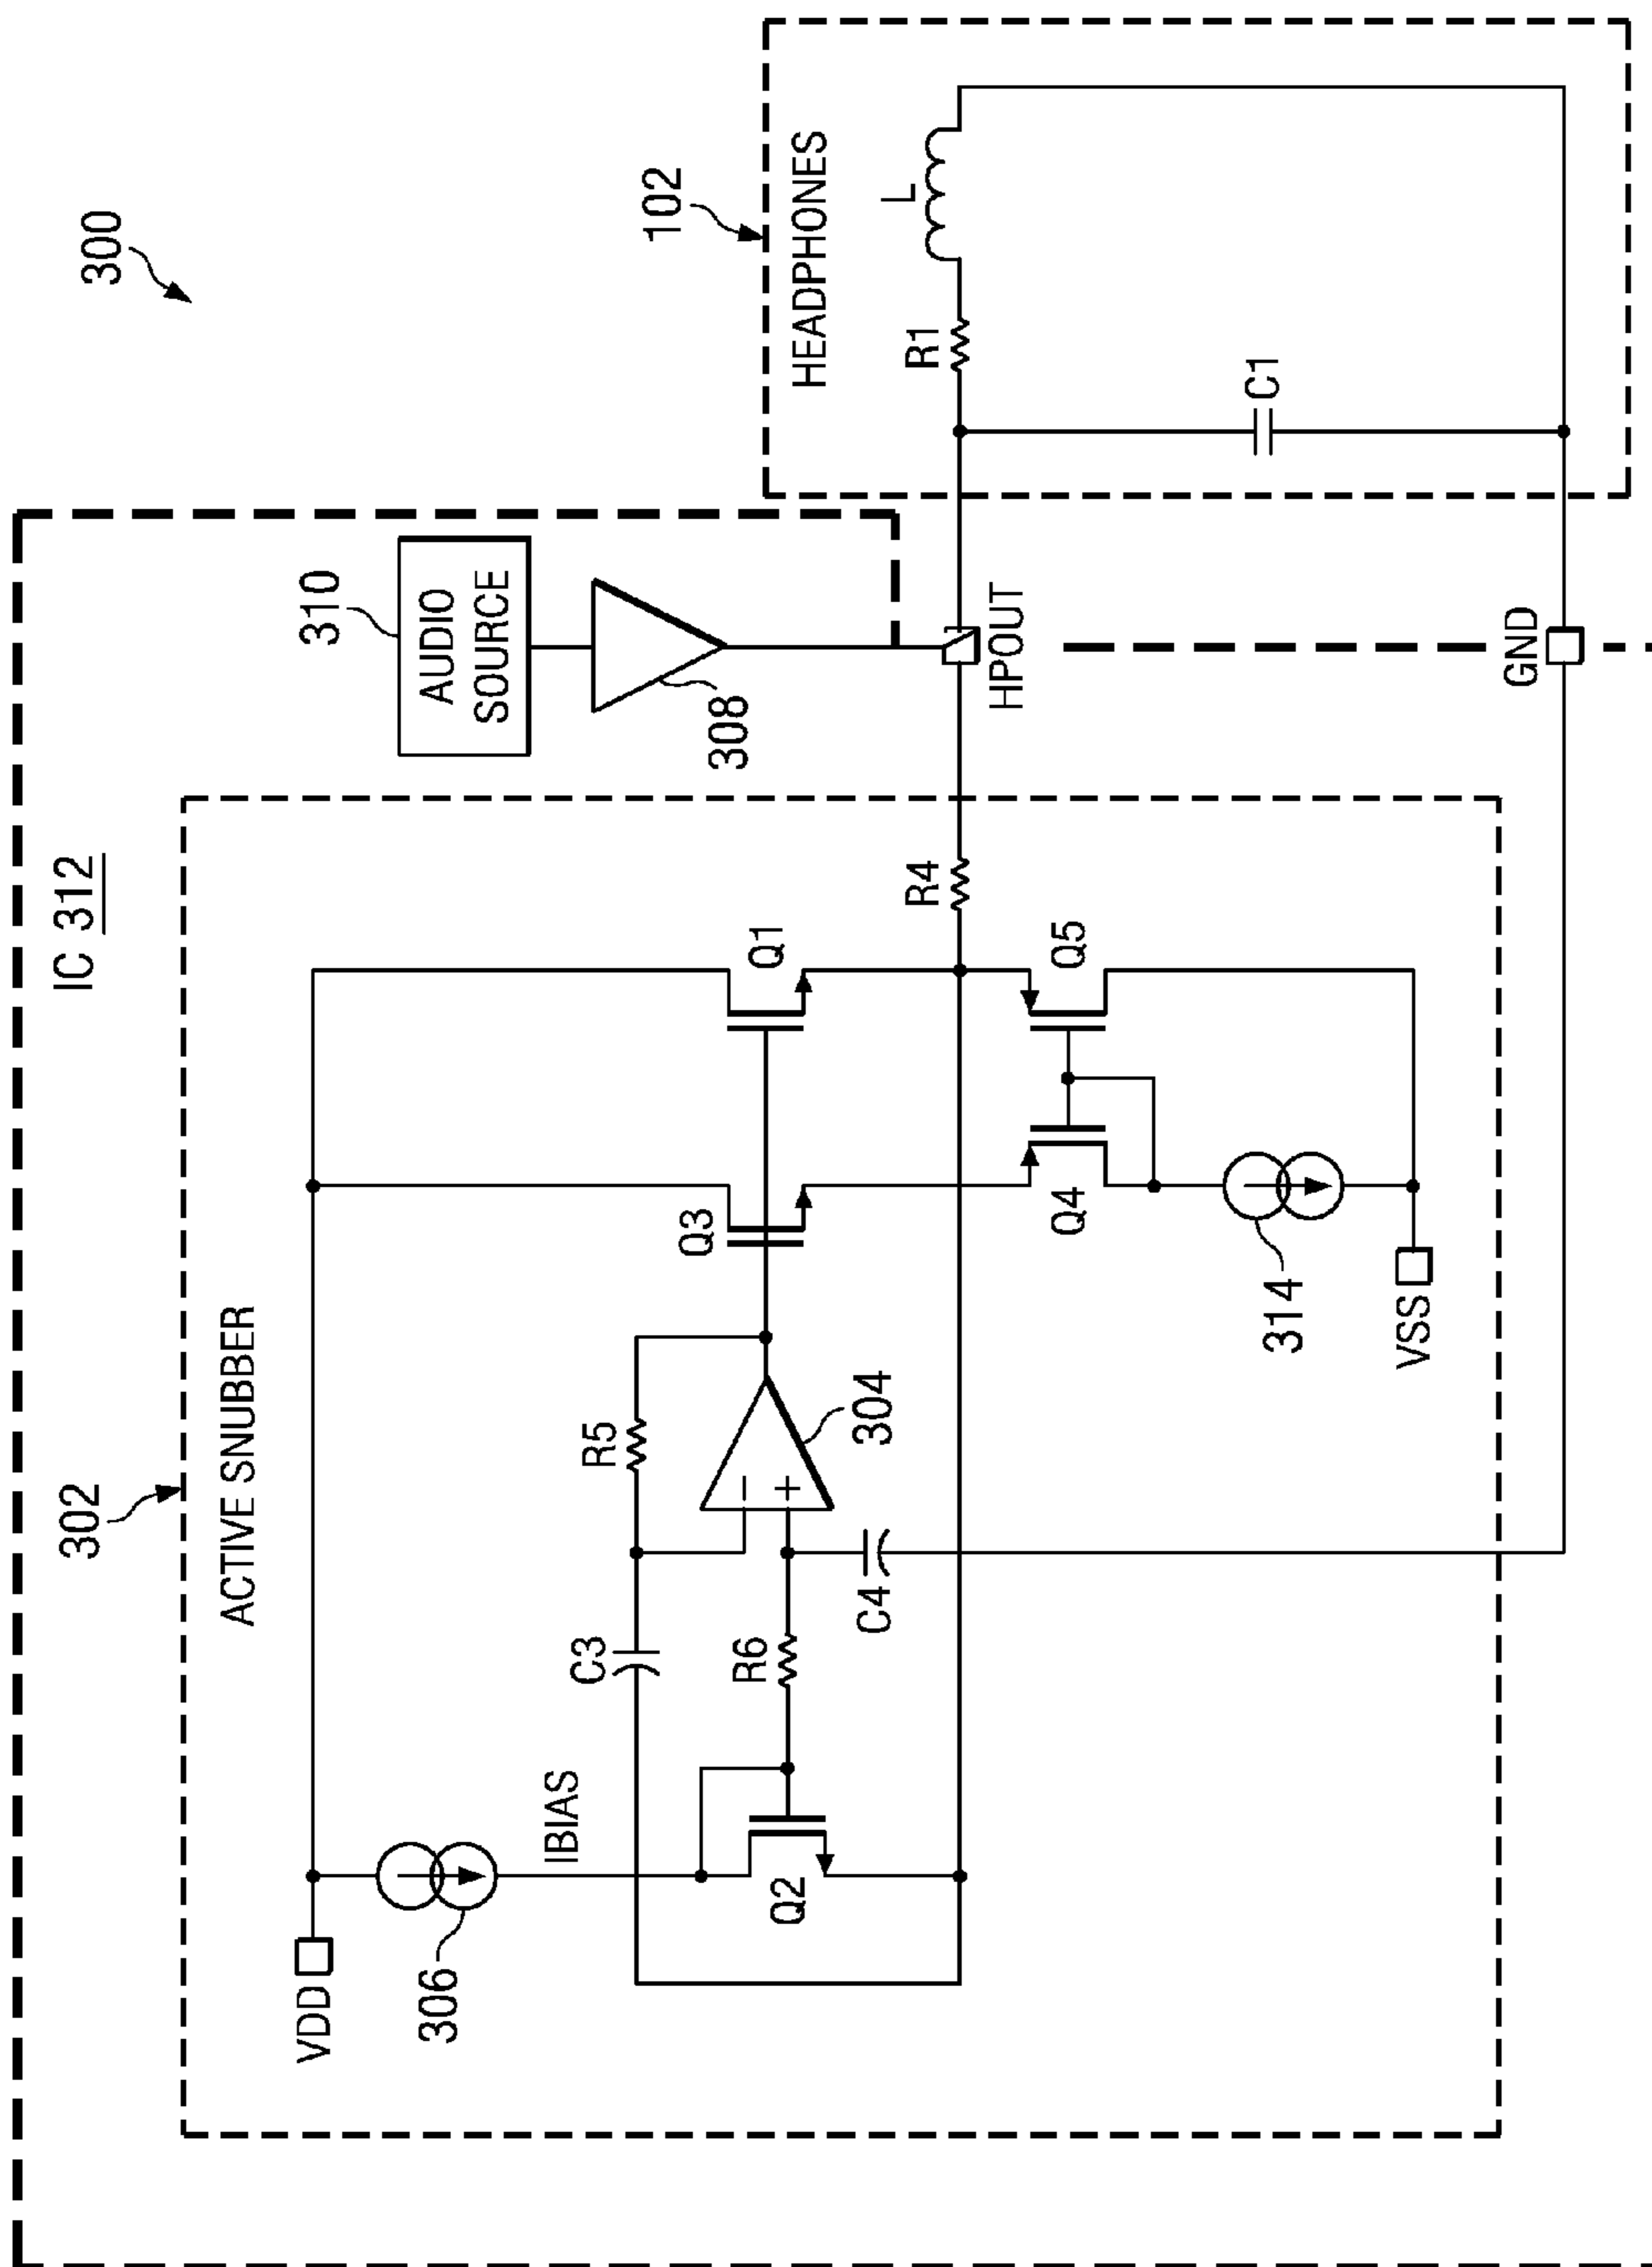 300
102
HEADPHONES
L
R1
C1
310
AUDIO
SOURCE
308
HPOUT
GND
IC 312
302
ACTIVE SNUBBER
R4
Q1
Q5
Q3
Q4
314
VSS
R5
304
−
+
C3
R6
C4
IBIAS
Q2
VDD
306